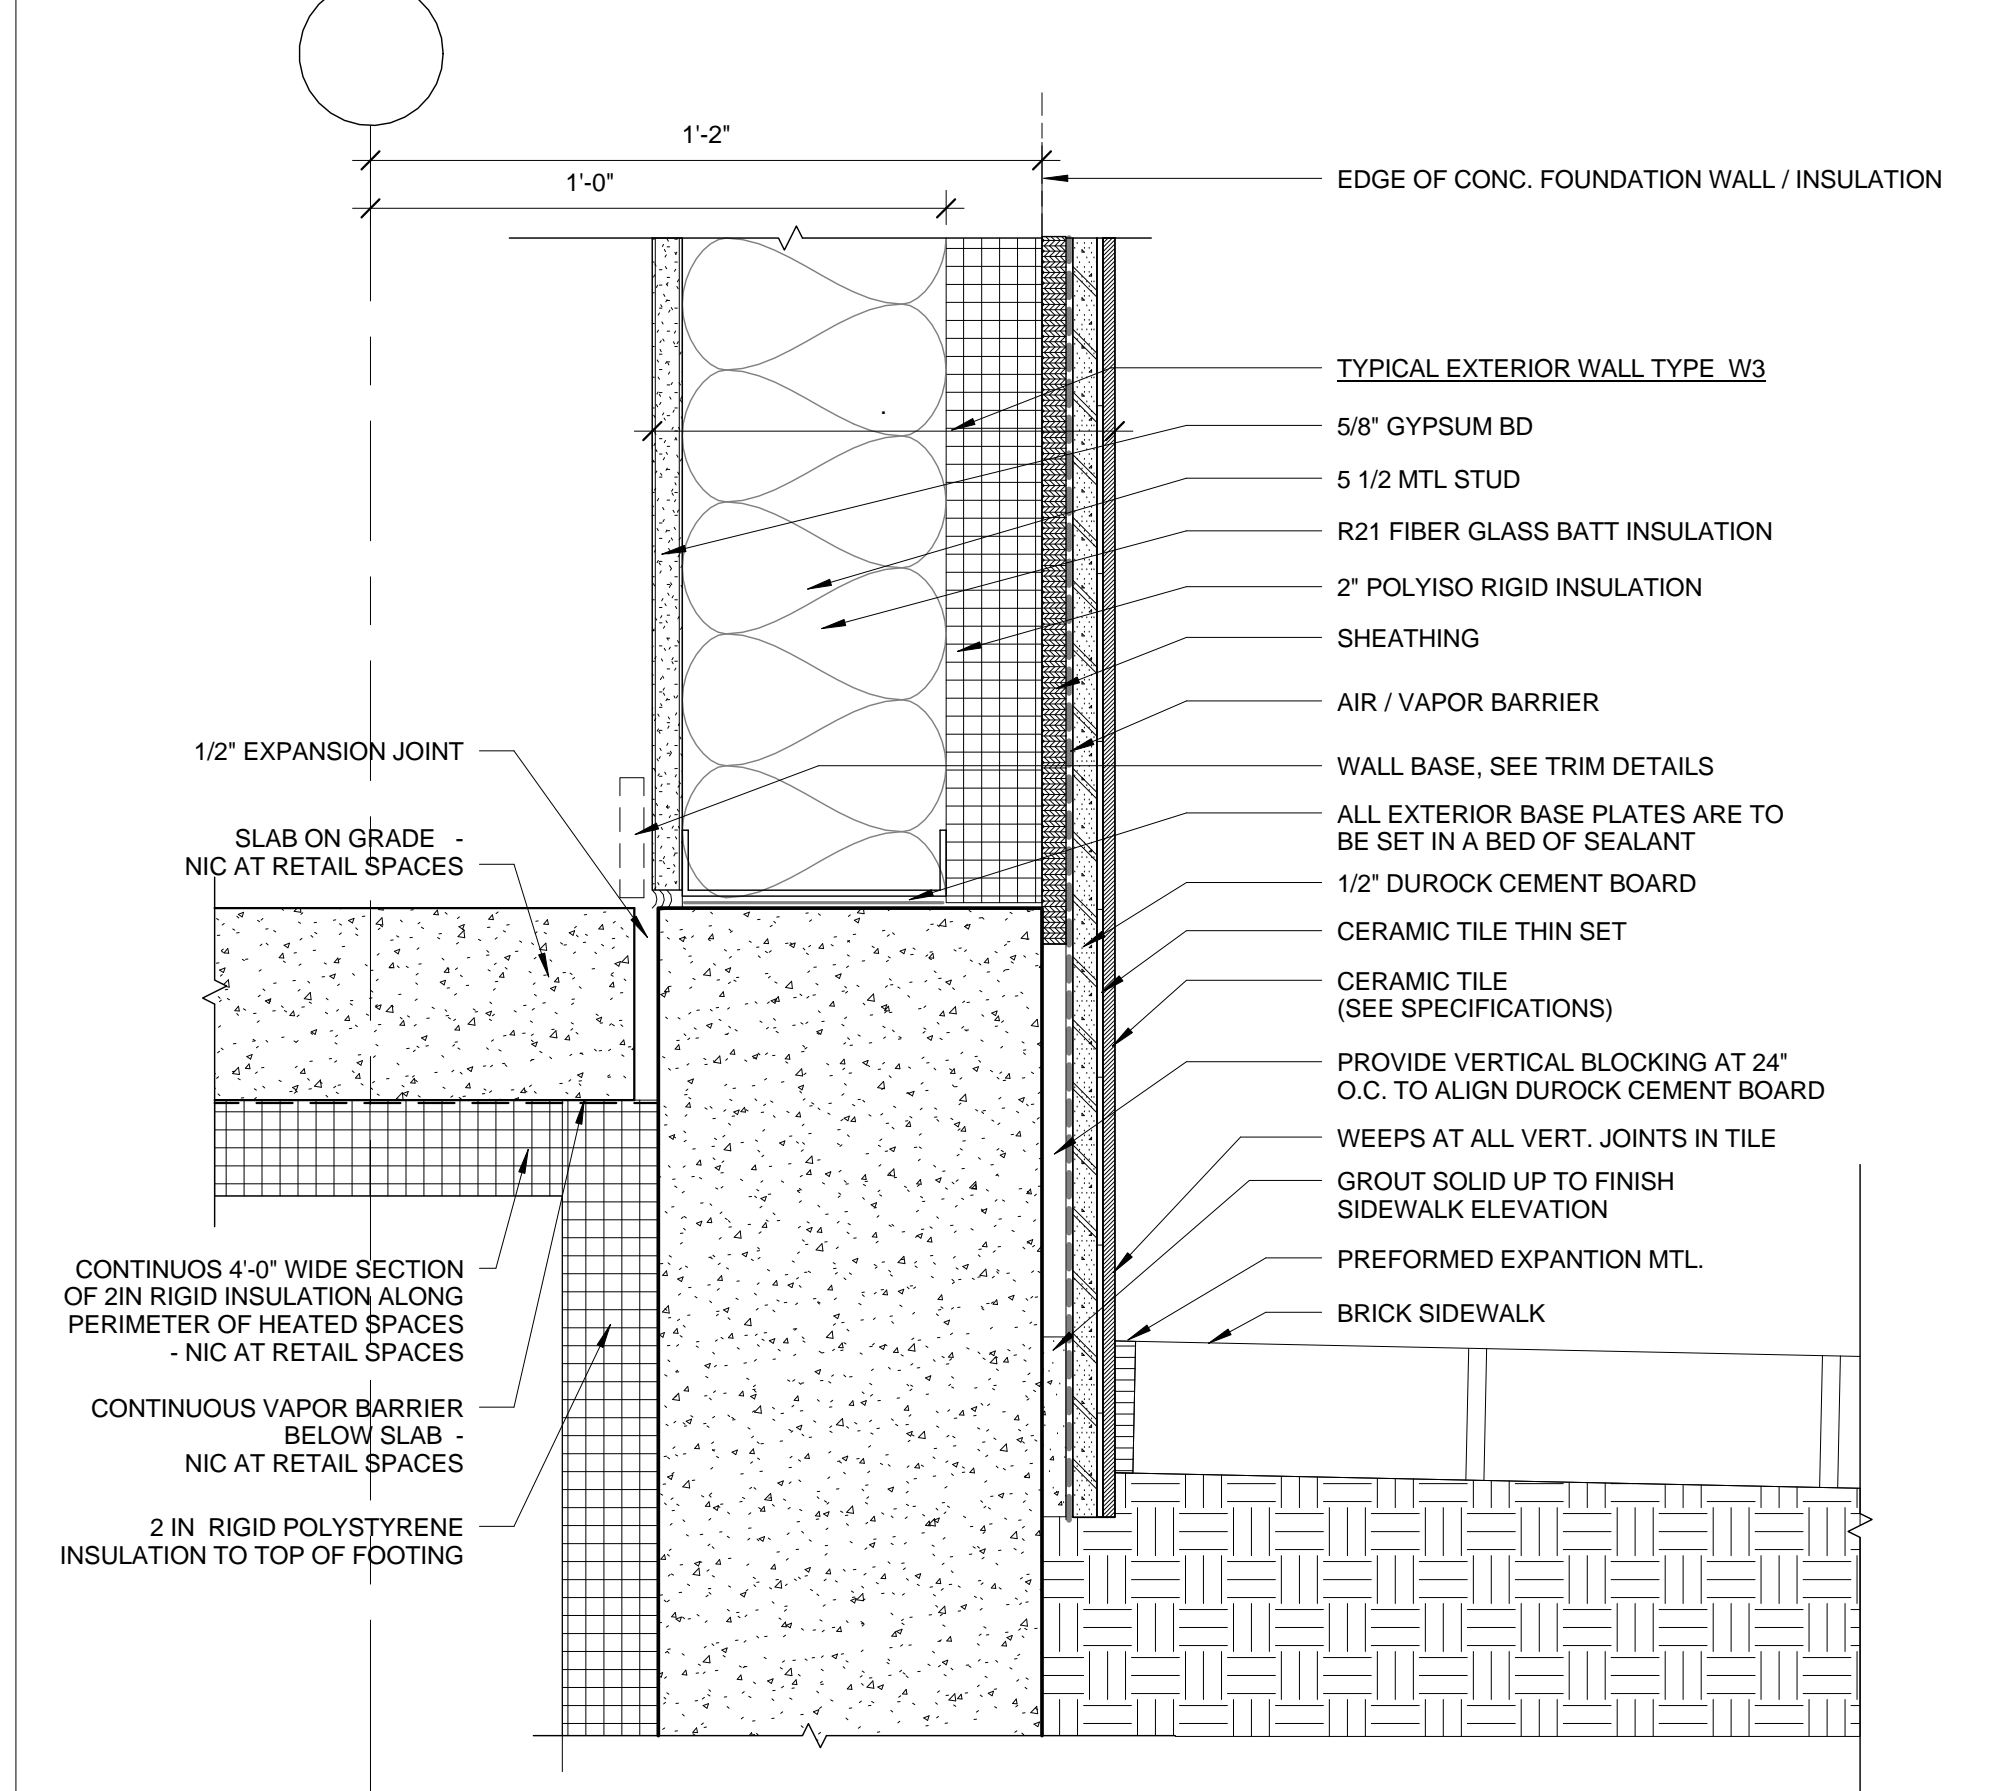 1'-2"
1'-0"
EDGE OF CONC. FOUNDATION WALL / INSULATION
TYPICAL EXTERIOR WALL TYPE  W3
5/8" GYPSUM BD
5 1/2 MTL STUD
R21 FIBER GLASS BATT INSULATION
2" POLYISO RIGID INSULATION
SHEATHING
AIR / VAPOR BARRIER
WALL BASE, SEE TRIM DETAILS
ALL EXTERIOR BASE PLATES ARE TO
BE SET IN A BED OF SEALANT
1/2" DUROCK CEMENT BOARD
CERAMIC TILE THIN SET
CERAMIC TILE
(SEE SPECIFICATIONS)
PROVIDE VERTICAL BLOCKING AT 24"
O.C. TO ALIGN DUROCK CEMENT BOARD
WEEPS AT ALL VERT. JOINTS IN TILE
GROUT SOLID UP TO FINISH
SIDEWALK ELEVATION
PREFORMED EXPANTION MTL.
BRICK SIDEWALK
1/2" EXPANSION JOINT
SLAB ON GRADE  -
NIC AT RETAIL SPACES
CONTINUOS 4'-0" WIDE SECTION
OF 2IN RIGID INSULATION ALONG
PERIMETER OF HEATED SPACES
- NIC AT RETAIL SPACES
CONTINUOUS VAPOR BARRIER
BELOW SLAB  -
NIC AT RETAIL SPACES
2 IN  RIGID POLYSTYRENE
INSULATION TO TOP OF FOOTING